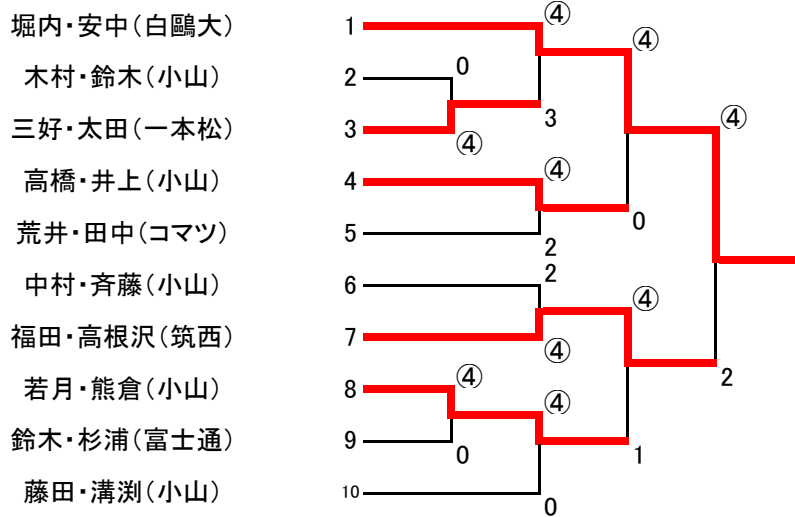 堀内・安中（白鷗大） 1 ④ ④
木村・鈴木（小山） 2 0
三好・太田（一本松） 3 ④ 3 ④
高橋・井上（小山） 4 ④
荒井・田中（コマツ） 5 2 0
中村・斉藤（小山） 6 2 ④
福田・高根沢（筑西） 7 ④
若月・熊倉（小山） 8 ④ ④ 2
鈴木・杉浦（富士通） 9 0 1
藤田・溝渕（小山） 10 0